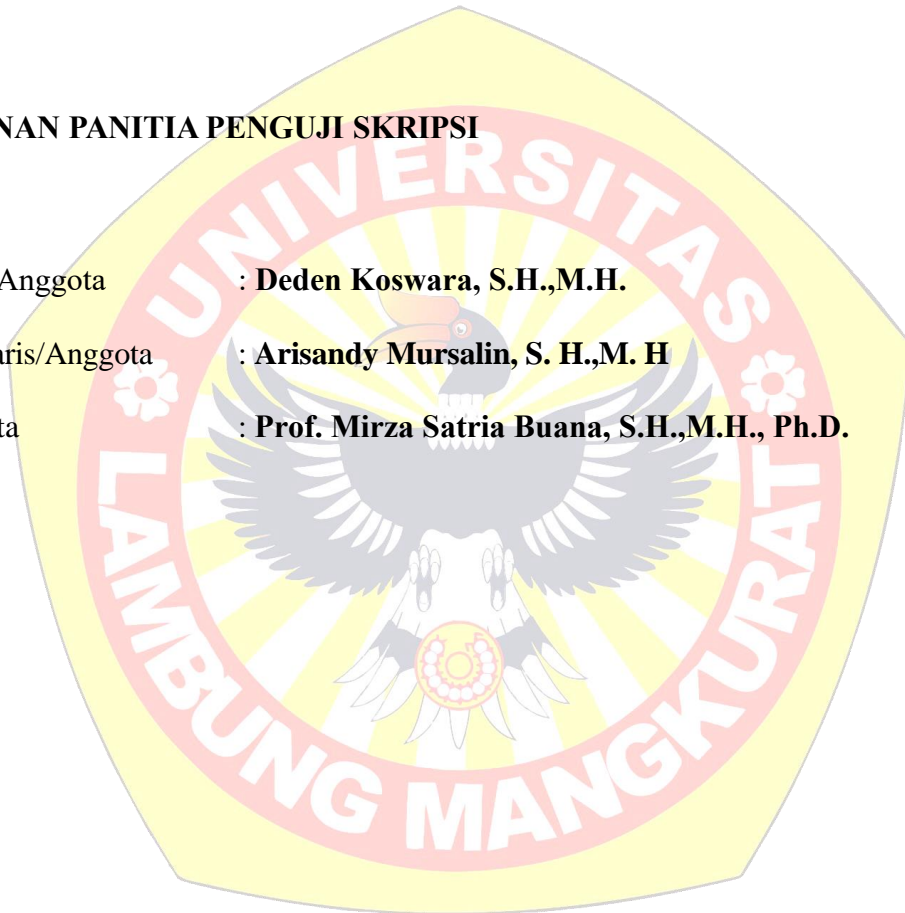 NAN PANITIA PENGUJI SKRIPSI
/Anggota : Deden Koswara, S.H.,M.H.
aris/Anggota : Arisandy Mursalin, S. H.,M. H
ta : Prof. Mirza Satria Buana, S.H.,M.H., Ph.D.
UNIVERSITAS
LAMBUNG MANGKURAT